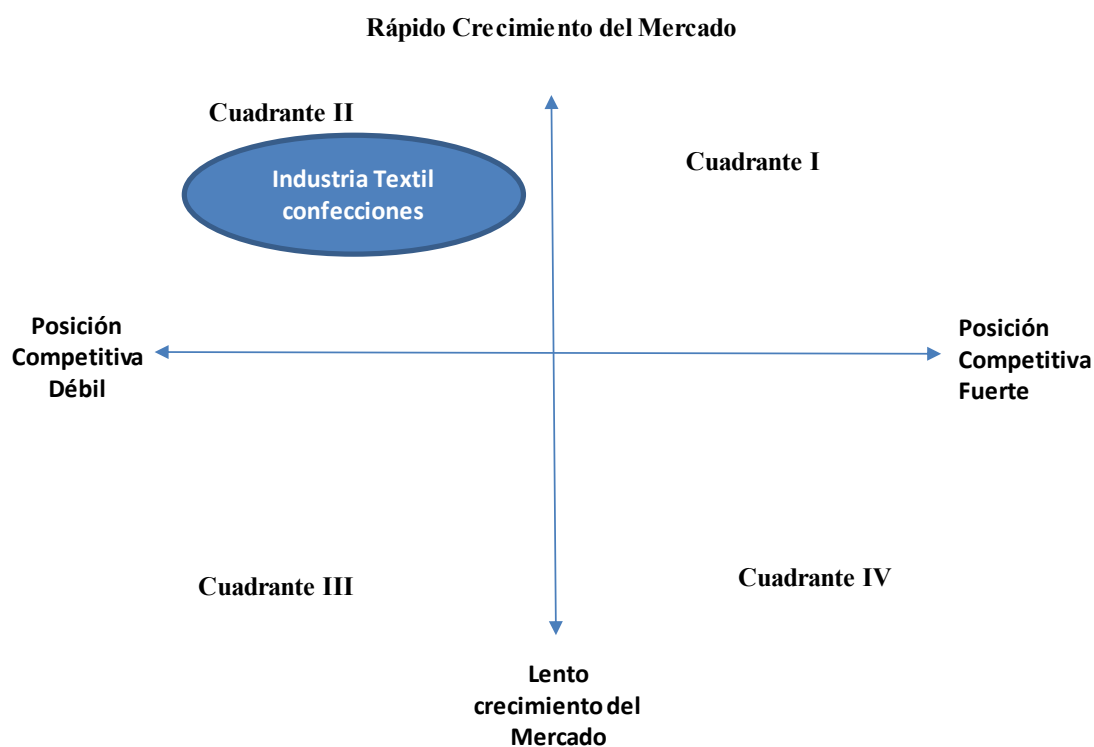 Rápido Crecimiento del Mercado
Cuadrante II
Cuadrante I
Industria Textil
confecciones
Posición
Competitiva
Débil
Posición
Competitiva
Fuerte
Cuadrante III
Cuadrante IV
Lento
crecimiento del
Mercado